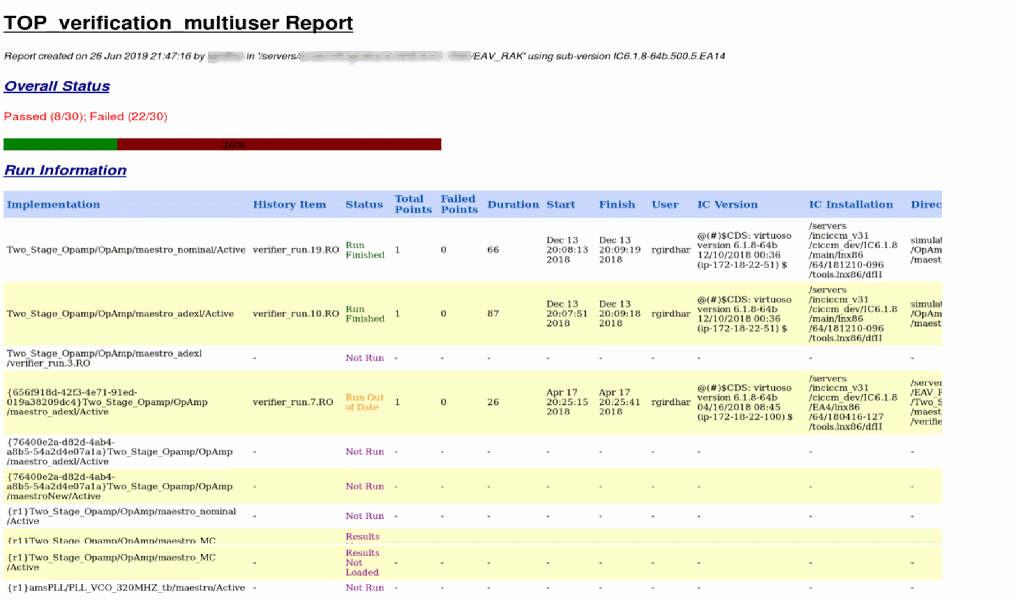 TOP_verification_multiuser Report
Report created on 26 Jun 2019 21:47:16 by in '/servers/ /EAV_RAK' using sub-version IC6.1.8-64b.500.5.EA14
Overall Status
Passed (8/30); Failed (22/30)
26%
Run Information
Implementation History Item Status Total Points Failed Points Duration Start Finish User IC Version IC Installation Direc
Two_Stage_Opamp/OpAmp/maestro_nominal/Active verifier_run.19.RO Run Finished 1 0 66 Dec 13 20:08:13 2018 Dec 13 20:09:19 2018 rgirdhar @(#)$CDS: virtuoso version 6.1.8-64b 12/10/2018 00:36 (ip-172-18-22-51) $ /servers /inciccm_v31 /ciccm_dev/IC6.1.8 /main/lnx86 /64/181210-096 /tools.lnx86/dfII simulat /OpAm /maest
Two_Stage_Opamp/OpAmp/maestro_adexl/Active verifier_run.10.RO Run Finished 1 0 87 Dec 13 20:07:51 2018 Dec 13 20:09:18 2018 rgirdhar @(#)$CDS: virtuoso version 6.1.8-64b 12/10/2018 00:36 (ip-172-18-22-51) $ /servers /inciccm_v31 /ciccm_dev/IC6.1.8 /main/lnx86 /64/181210-096 /tools.lnx86/dfII simulat /OpAm /maest
Two_Stage_Opamp/OpAmp/maestro_adexl /verifier_run.3.RO - Not Run - - - - - - - - -
{656f918d-42f3-4e71-91ed-019a38209dc4}Two_Stage_Opamp/OpAmp /maestro_adexl/Active verifier_run.7.RO Run Out of Date 1 0 26 Apr 17 20:25:15 2018 Apr 17 20:25:41 2018 rgirdhar @(#)$CDS: virtuoso version 6.1.8-64b 04/16/2018 08:45 (ip-172-18-22-100) $ /servers /inciccm_v31 /ciccm_dev/IC6.1.8 /EA4/lnx86 /64/180416-127 /tools.lnx86/dfII /server /EAV_R /Two_S /maest /verifie
{76400e2a-d82d-4ab4-a8b5-54a2d4e07a1a}Two_Stage_Opamp/OpAmp /maestro_adexl/Active - Not Run - - - - - - - - -
{76400e2a-d82d-4ab4-a8b5-54a2d4e07a1a}Two_Stage_Opamp/OpAmp /maestroNew/Active - Not Run - - - - - - - - -
{r1}Two_Stage_Opamp/OpAmp/maestro_nominal /Active - Not Run - - - - - - - - -
{r1}Two_Stage_Opamp/OpAmp/maestro_MC Results
{r1}Two_Stage_Opamp/OpAmp/maestro_MC /Active - Results Not Loaded - - - - - - - - -
{r1}amsPLL/PLL_VCO_320MHZ_tb/maestro/Active - Not Run - - - - - - - - -